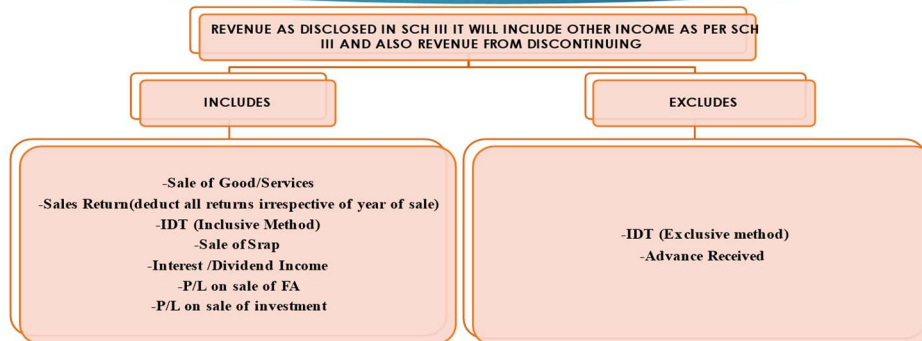 REVENUE AS DISCLOSED IN SCH III IT WILL INCLUDE OTHER INCOME AS PER SCH
III AND ALSO REVENUE FROM DISCONTINUING
INCLUDES
EXCLUDES
-Sale of Good/Services
-Sales Return(deduct all returns irrespective of year of sale)
-IDT (Inclusive Method)
-Sale of Srap
-Interest /Dividend Income
-P/L on sale of FA
-P/L on sale of investment
-IDT (Exclusive method)
-Advance Received